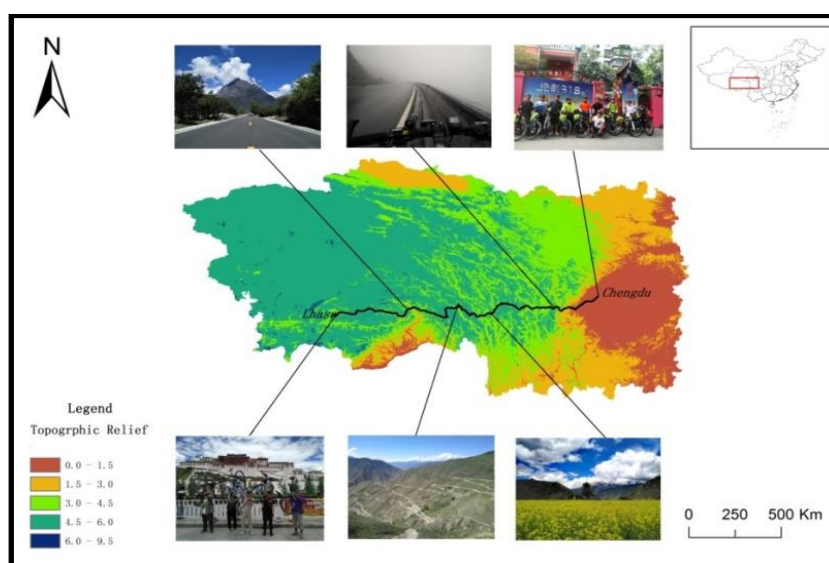 N
Lhasa
Chengdu
Legend
Topogrphic Relief
0.0 - 1.5
1.5 - 3.0
3.0 - 4.5
4.5 - 6.0
6.0 - 9.5
0 250 500 Km